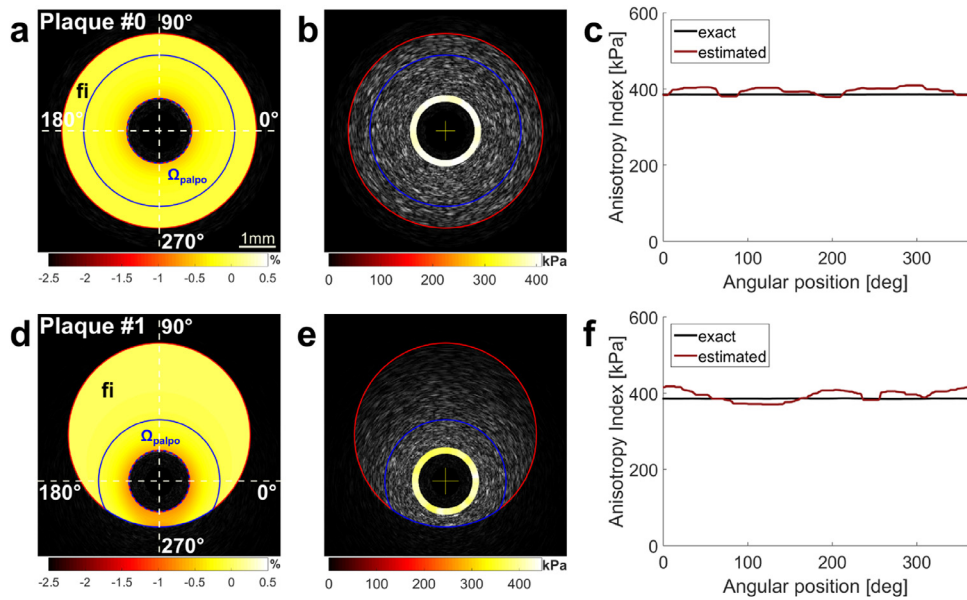 a
Plaque #0
90°
fi
180°
0°
Ωpalpo
270°
1mm
%
-2.5 -2 -1.5 -1 -0.5 0 0.5
b
kPa
0 100 200 300 400
c
600
400
200
0
Anisotropy Index [kPa]
exact
estimated
0 100 200 300
Angular position [deg]
d
Plaque #1
90°
fi
Ωpalpo
180°
0°
270°
%
-2.5 -2 -1.5 -1 -0.5 0 0.5
e
kPa
0 100 200 300 400
f
600
400
200
0
Anisotropy Index [kPa]
exact
estimated
0 100 200 300
Angular position [deg]